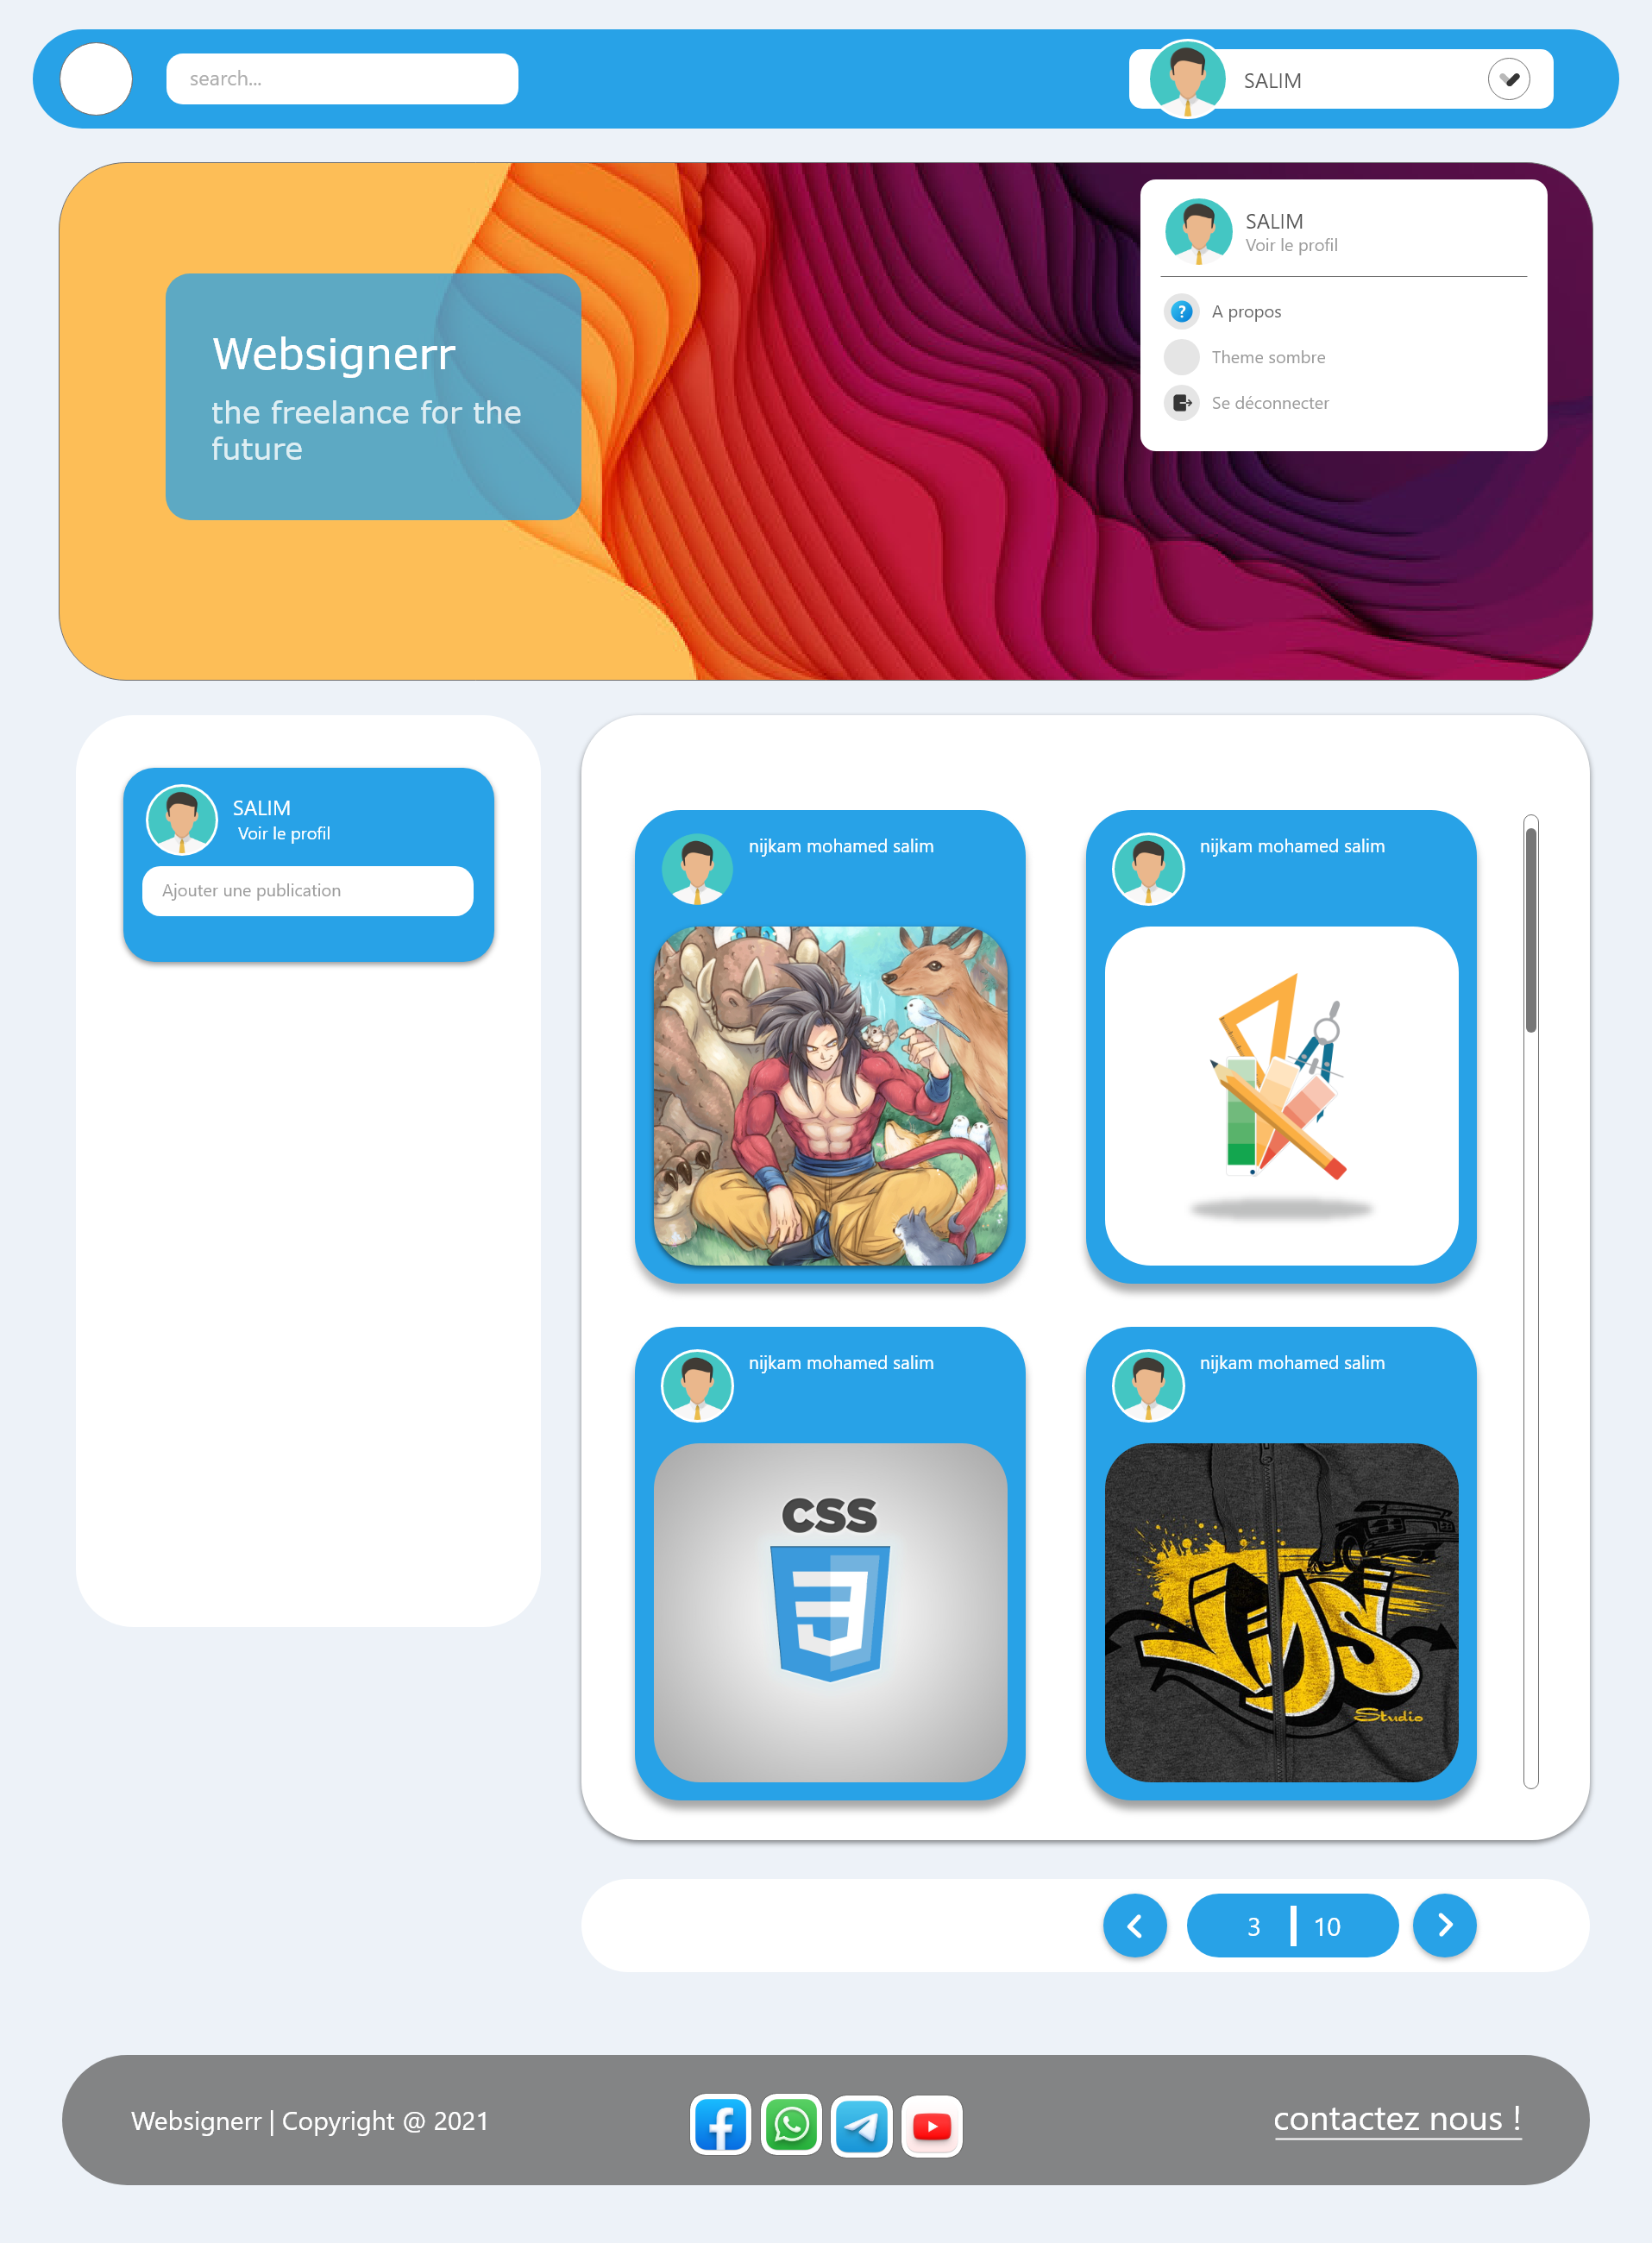 search...
SALIM
SALIM
Voir le profil
A propos
Theme sombre
Se déconnecter
Websignerr
the freelance for the
future
SALIM
Voir le profil
Ajouter une publication
nijkam mohamed salim
nijkam mohamed salim
nijkam mohamed salim
CSS
nijkam mohamed salim
Studio
3 | 10
Websignerr | Copyright @ 2021
contactez nous !